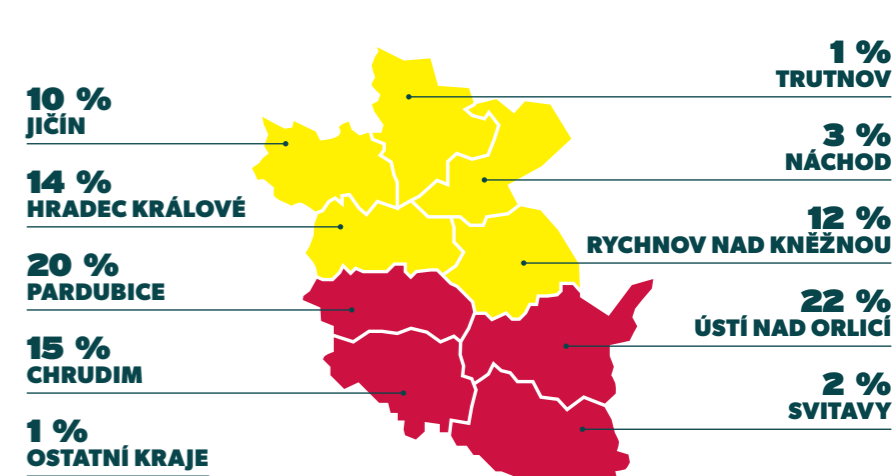 10 %
JIČÍN
14 %
HRADEC KRÁLOVÉ
20 %
PARDUBICE
15 %
CHRUDIM
1 %
OSTATNÍ KRAJE
1 %
TRUTNOV
3 %
NÁCHOD
12 %
RYCHNOV NAD KNĚŽNOU
22 %
ÚSTÍ NAD ORLICÍ
2 %
SVITAVY